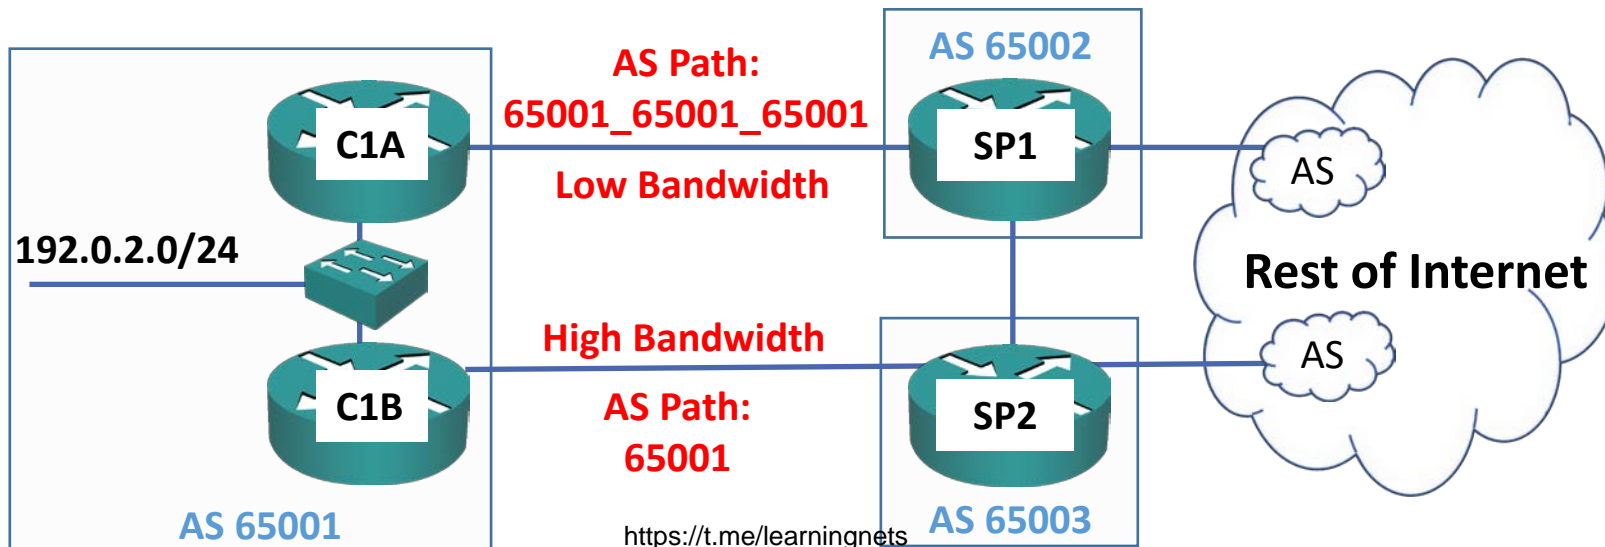 AS 65002
AS Path:
65001_65001_65001
C1A
SP1
AS
Low Bandwidth
192.0.2.0/24
Rest of Internet
High Bandwidth
AS
C1B
AS Path:
SP2
65001
AS 65001
AS 65003
https://t.me/learningnets